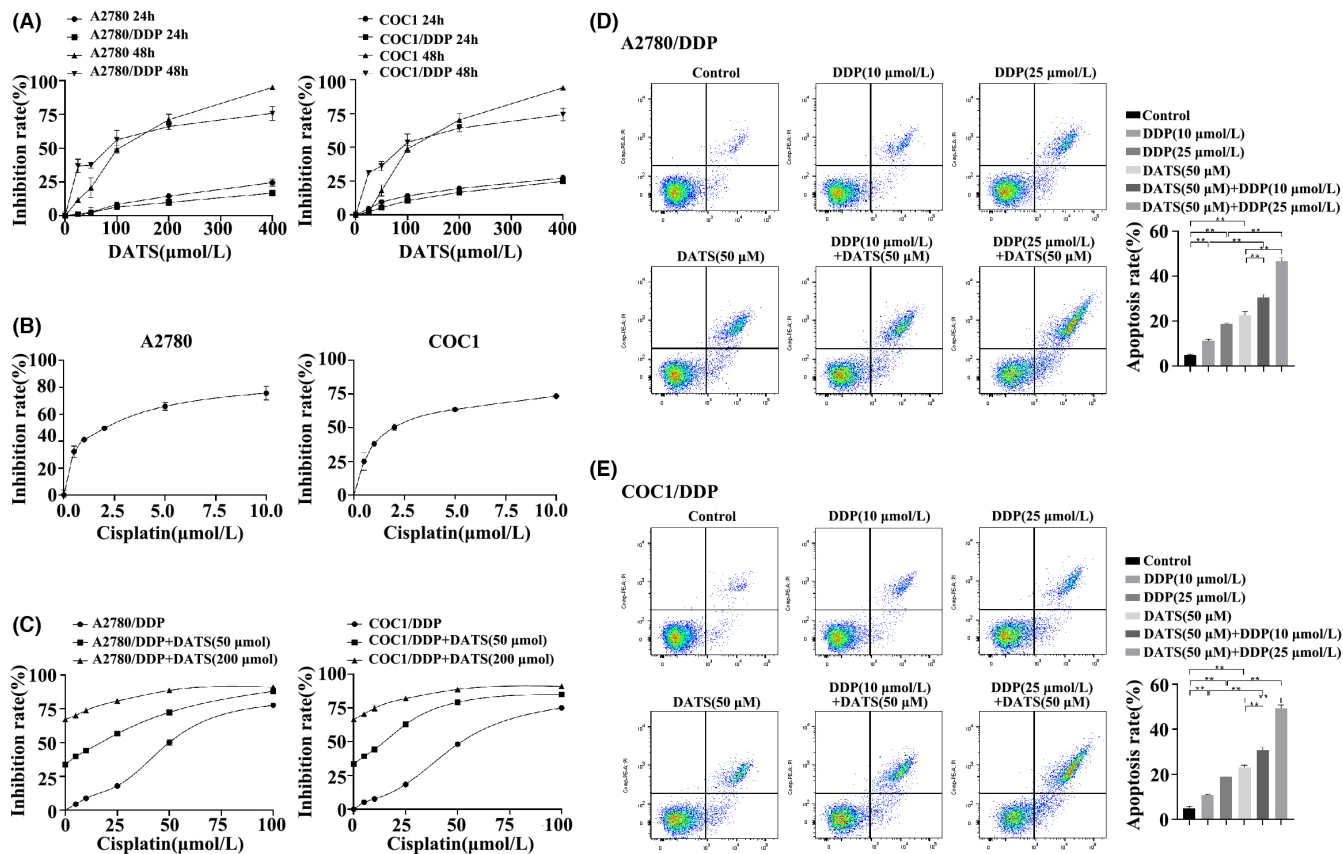 (A)
A2780 24h
A2780/DDP 24h
A2780 48h
A2780/DDP 48h
Inhibition rate(%)
100
75
50
25
0
0
100
200
300
400
DATS(μmol/L)
COC1 24h
COC1/DDP 24h
COC1 48h
COC1/DDP 48h
Inhibition rate(%)
100
75
50
25
0
0
100
200
300
400
DATS(μmol/L)
(B)
A2780
Inhibition rate(%)
100
80
60
40
20
0
0.0
2.5
5.0
7.5
10.0
Cisplatin(μmol/L)
COC1
Inhibition rate(%)
100
75
50
25
0
0.0
2.5
5.0
7.5
10.0
Cisplatin(μmol/L)
(C)
A2780/DDP
A2780/DDP+DATS(50 μmol)
A2780/DDP+DATS(200 μmol)
Inhibition rate(%)
100
75
50
25
0
0
25
50
75
100
Cisplatin(μmol/L)
COC1/DDP
COC1/DDP+DATS(50 μmol)
COC1/DDP+DATS(200 μmol)
Inhibition rate(%)
100
75
50
25
0
0
25
50
75
100
Cisplatin(μmol/L)
(D)
A2780/DDP
Control
DDP(10 μmol/L)
DDP(25 μmol/L)
DATS(50 μM)
DDP(10 μmol/L)
+DATS(50 μM)
DDP(25 μmol/L)
+DATS(50 μM)
Control
DDP(10 μmol/L)
DDP(25 μmol/L)
DATS(50 μM)
DATS(50 μM)+DDP(10 μmol/L)
DATS(50 μM)+DDP(25 μmol/L)
Apoptosis rate(%)
60
40
20
0
**
**
**
**
**
**
**
(E)
COC1/DDP
Control
DDP(10 μmol/L)
DDP(25 μmol/L)
DATS(50 μM)
DDP(10 μmol/L)
+DATS(50 μM)
DDP(25 μmol/L)
+DATS(50 μM)
Control
DDP(10 μmol/L)
DDP(25 μmol/L)
DATS(50 μM)
DATS(50 μM)+DDP(10 μmol/L)
DATS(50 μM)+DDP(25 μmol/L)
Apoptosis rate(%)
60
40
20
0
**
**
**
**
**
**
**